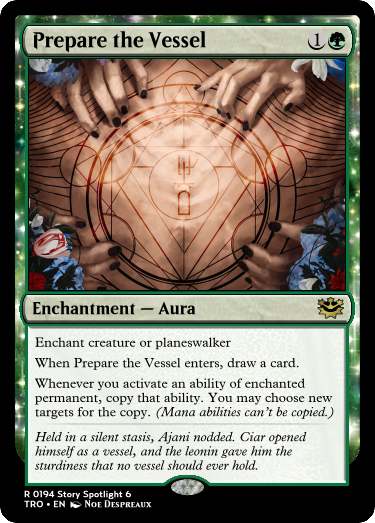 Prepare the Vessel 1
Enchantment — Aura
Enchant creature or planeswalker
When Prepare the Vessel enters, draw a card.
Whenever you activate an ability of enchanted
permanent, copy that ability. You may choose new
targets for the copy. (Mana abilities can't be copied.)
Held in a silent stasis, Ajani nodded. Ciar opened
himself as a vessel, and the leonin gave him the
sturdiness that no vessel should ever hold.
R 0194 Story Spotlight 6
TRO • EN Noe Despreaux